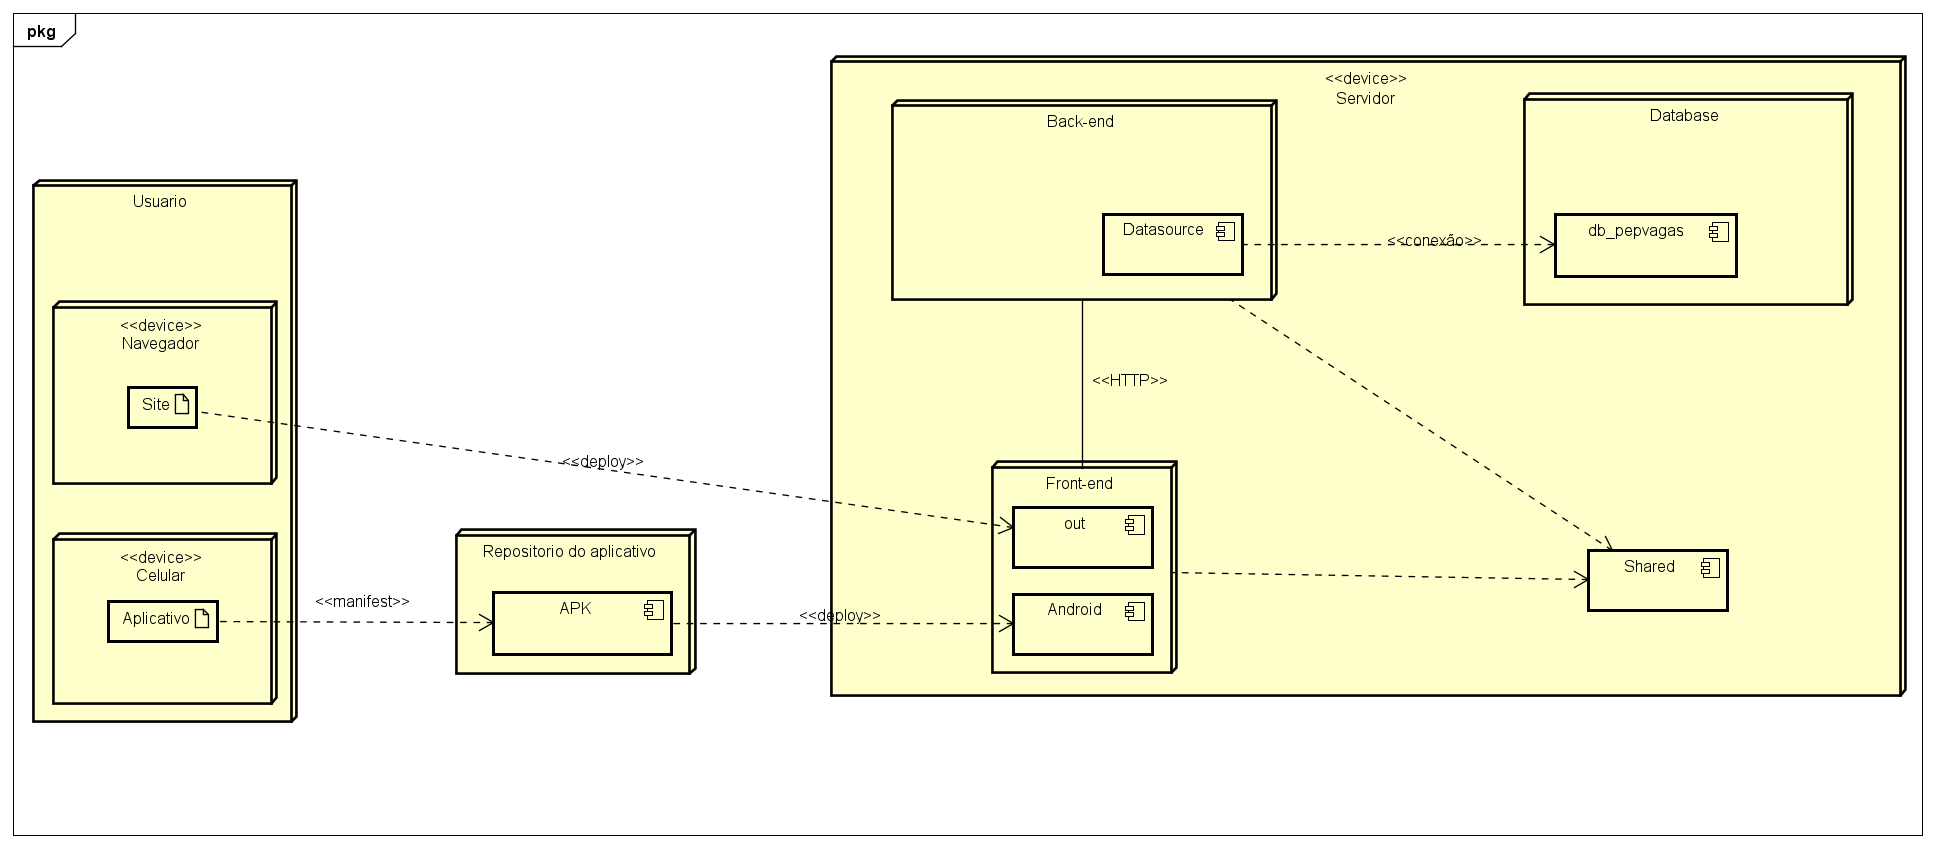 pkg
<<device>>
Servidor
Back-end
Database
Datasource
<<conexão>>
db_pepvagas
Usuario
<<device>>
Navegador
Site
<<HTTP>>
<<deploy>>
Front-end
out
<<device>>
Celular
Aplicativo
<<manifest>>
Repositorio do aplicativo
APK
<<deploy>>
Android
Shared